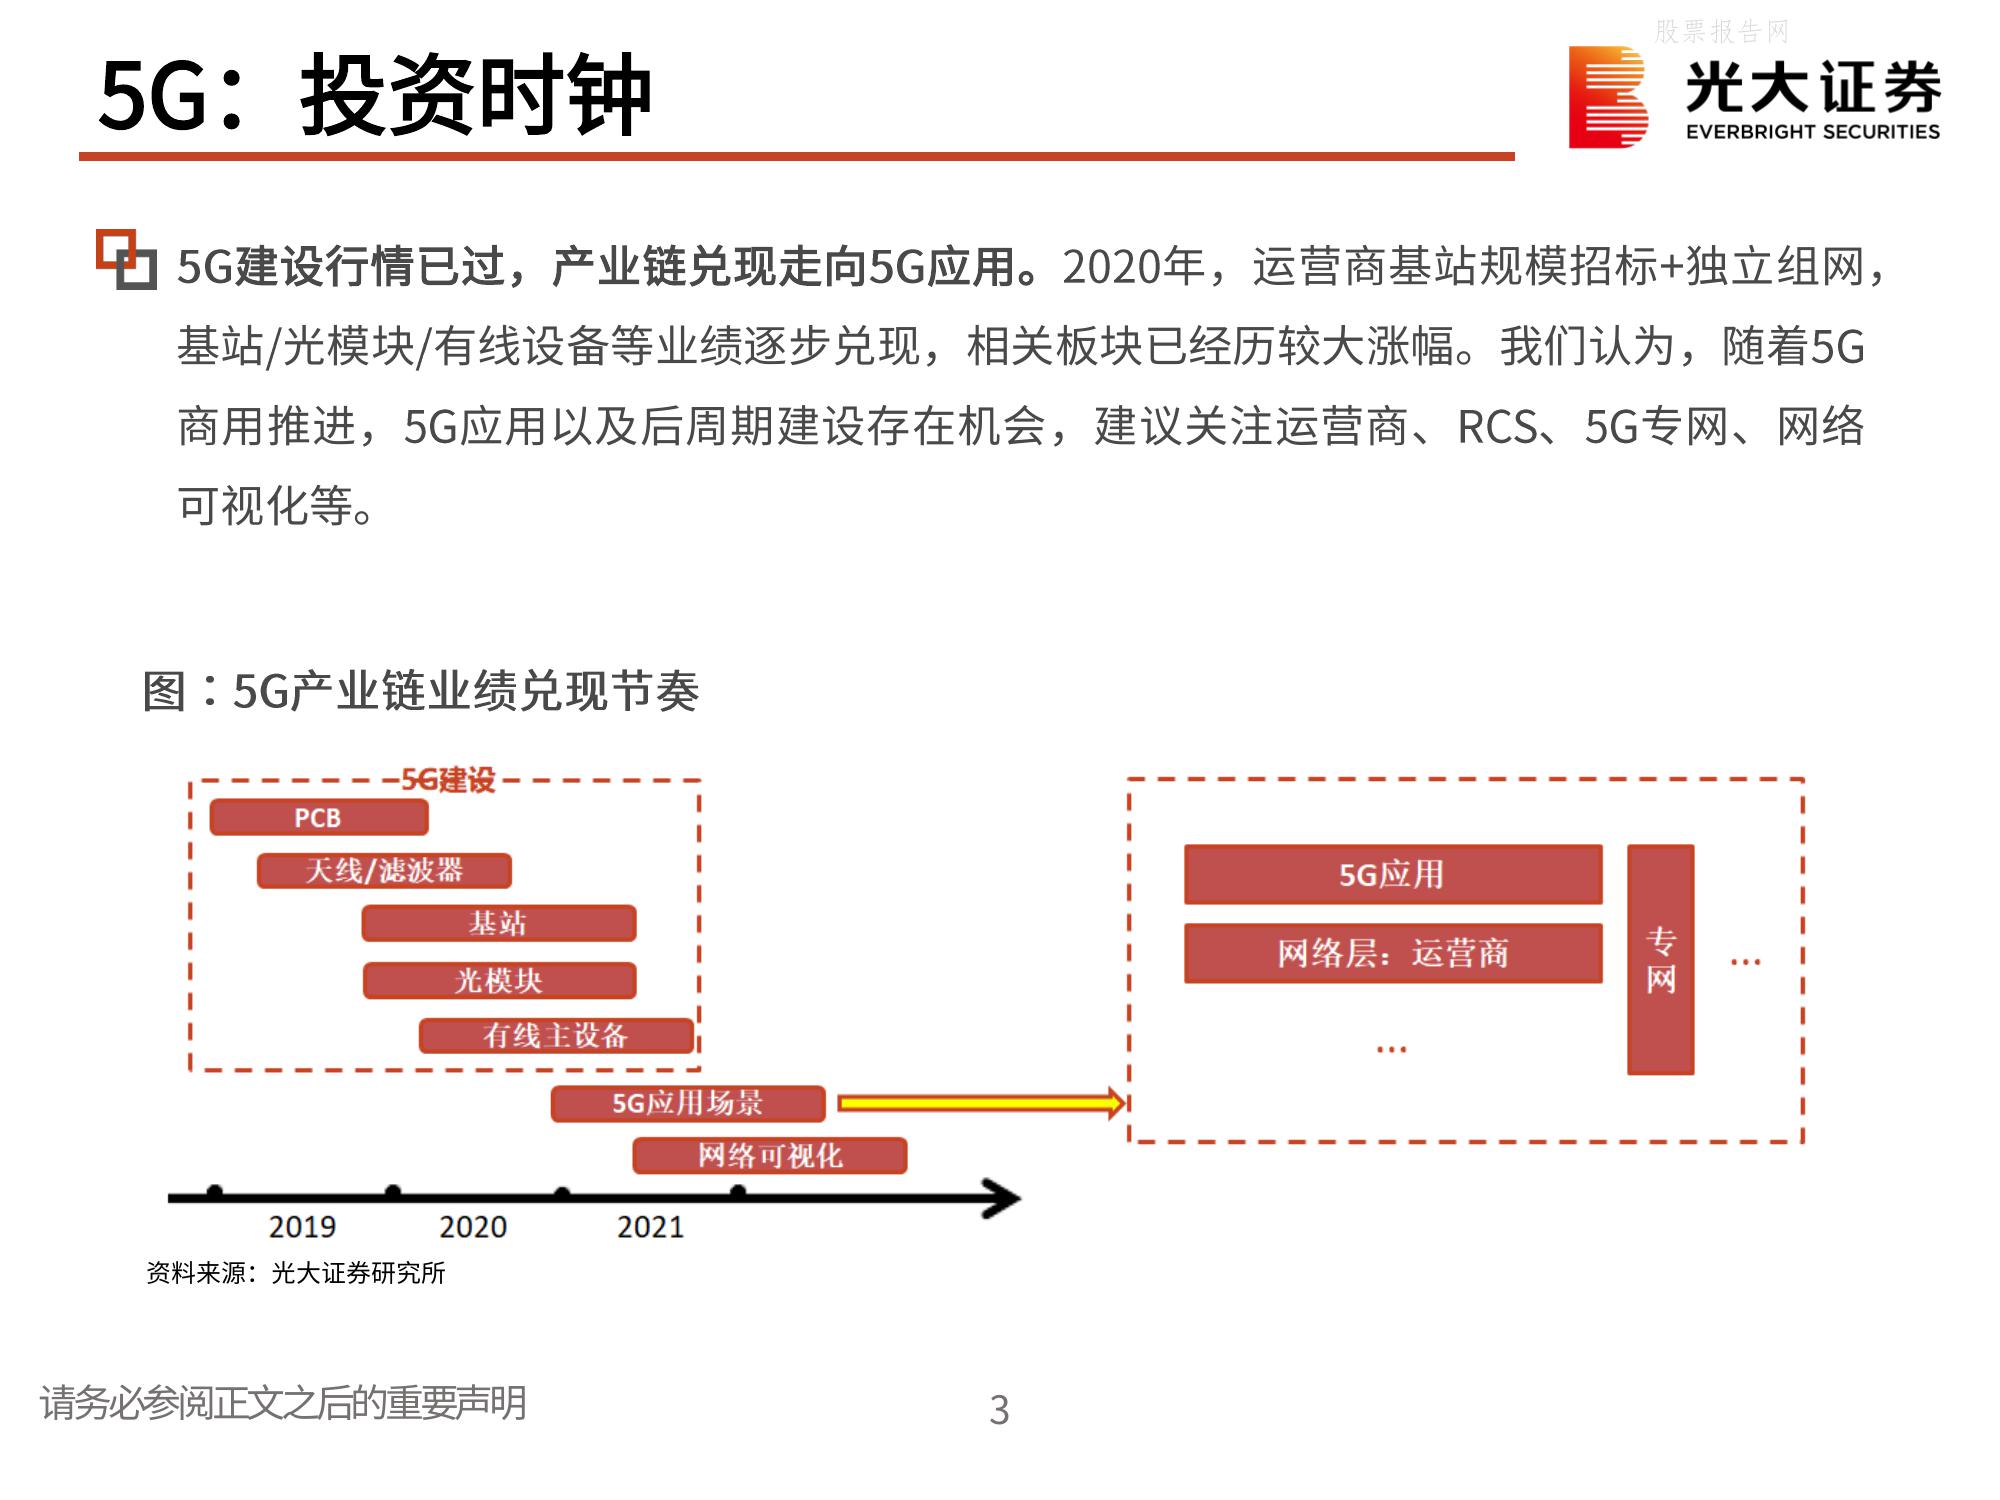 股票报告网
5G：投资时钟
光大证券
EVERBRIGHT SECURITIES
5G建设行情已过，产业链兑现走向5G应用。2020年，运营商基站规模招标+独立组网，
基站/光模块/有线设备等业绩逐步兑现，相关板块已经历较大涨幅。我们认为，随着5G
商用推进，5G应用以及后周期建设存在机会，建议关注运营商、RCS、5G专网、网络
可视化等。
图：5G产业链业绩兑现节奏
5G建设
PCB
天线/滤波器
基站
光模块
有线主设备
5G应用场景
网络可视化
5G应用
网络层：运营商
专网
...
...
2019
2020
2021
资料来源：光大证券研究所
请务必参阅正文之后的重要声明
3